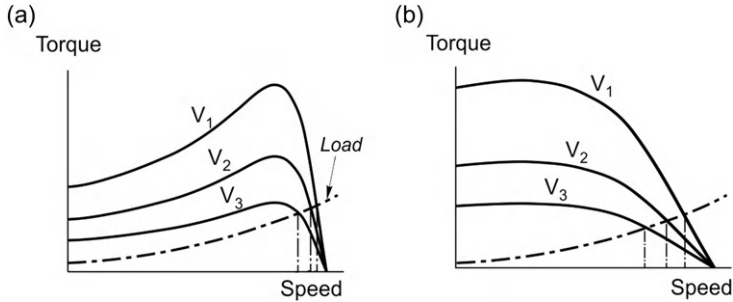 (a)
Torque
V1
V2
V3
Load
Speed
(b)
Torque
V1
V2
V3
Speed